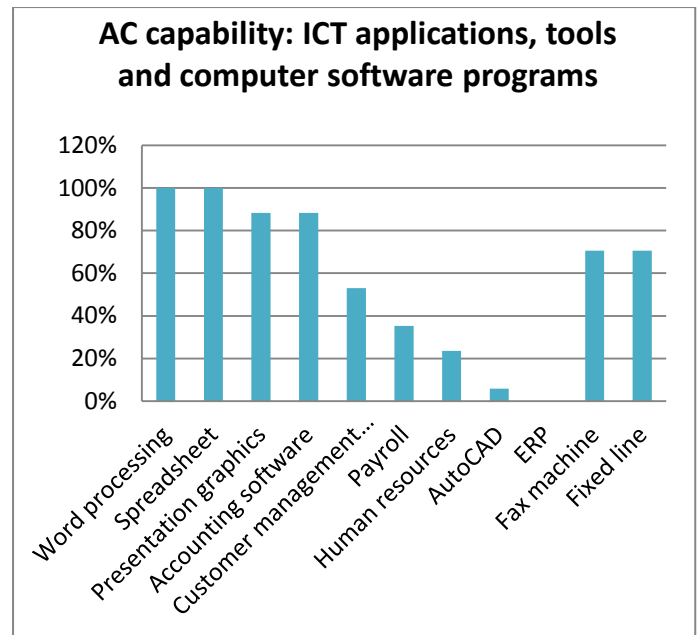 AC capability: ICT applications, tools
and computer software programs
120%
100%
80%
60%
40%
20%
0%
Word processing
Spreadsheet
Presentation graphics
Accounting software
Customer management...
Payroll
Human resources
AutoCAD
ERP
Fax machine
Fixed line